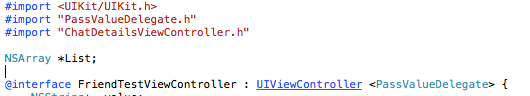 #import <UIKit/UIKit.h>
#import "PassValueDelegate.h"
#import "ChatDetailsViewController.h"
NSArray *List;
@interface FriendTestViewController : UIViewController <PassValueDelegate> {